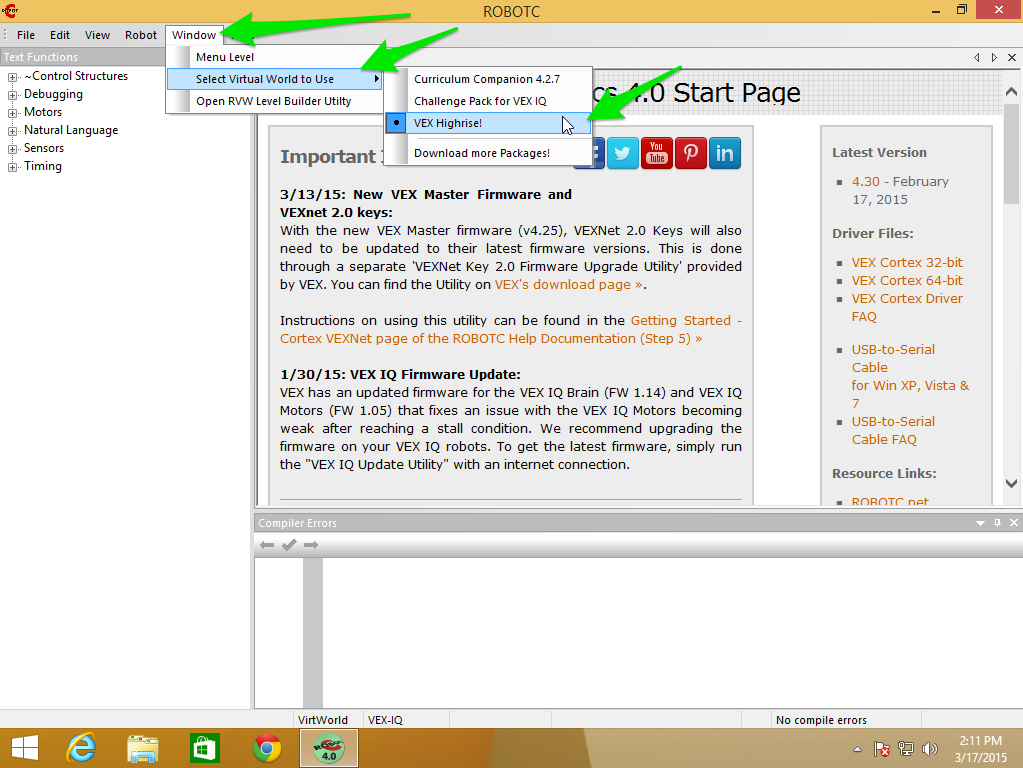 ROBOTC
File Edit View Robot Window
Text Functions
~Control Structures
Debugging
Motors
Natural Language
Sensors
Timing
Menu Level
Select Virtual World to Use
Open RVW Level Builder Utilty
Curriculum Companion 4.2.7
Challenge Pack for VEX IQ
VEX Highrise!
Download more Packages!
cs 4.0 Start Page
Important
You Tube
in
3/13/15: New VEX Master Firmware and
VEXnet 2.0 keys:
With the new VEX Master firmware (v4.25), VEXNet 2.0 Keys will also
need to be updated to their latest firmware versions. This is done
through a separate 'VEXNet Key 2.0 Firmware Upgrade Utility' provided
by VEX. You can find the Utility on VEX's download page ».
Instructions on using this utility can be found in the Getting Started -
Cortex VEXNet page of the ROBOTC Help Documentation (Step 5) »
1/30/15: VEX IQ Firmware Update:
VEX has an updated firmware for the VEX IQ Brain (FW 1.14) and VEX IQ
Motors (FW 1.05) that fixes an issue with the VEX IQ Motors becoming
weak after reaching a stall condition. We recommend upgrading the
firmware on your VEX IQ robots. To get the latest firmware, simply run
the "VEX IQ Update Utility" with an internet connection.
Latest Version
4.30 - February
17, 2015
Driver Files:
VEX Cortex 32-bit
VEX Cortex 64-bit
VEX Cortex Driver
FAQ
USB-to-Serial
Cable
for Win XP, Vista &
7
USB-to-Serial
Cable FAQ
Resource Links:
ROBOTC.net
Compiler Errors
VirtWorld VEX-IQ No compile errors
4.0
2:11 PM
3/17/2015